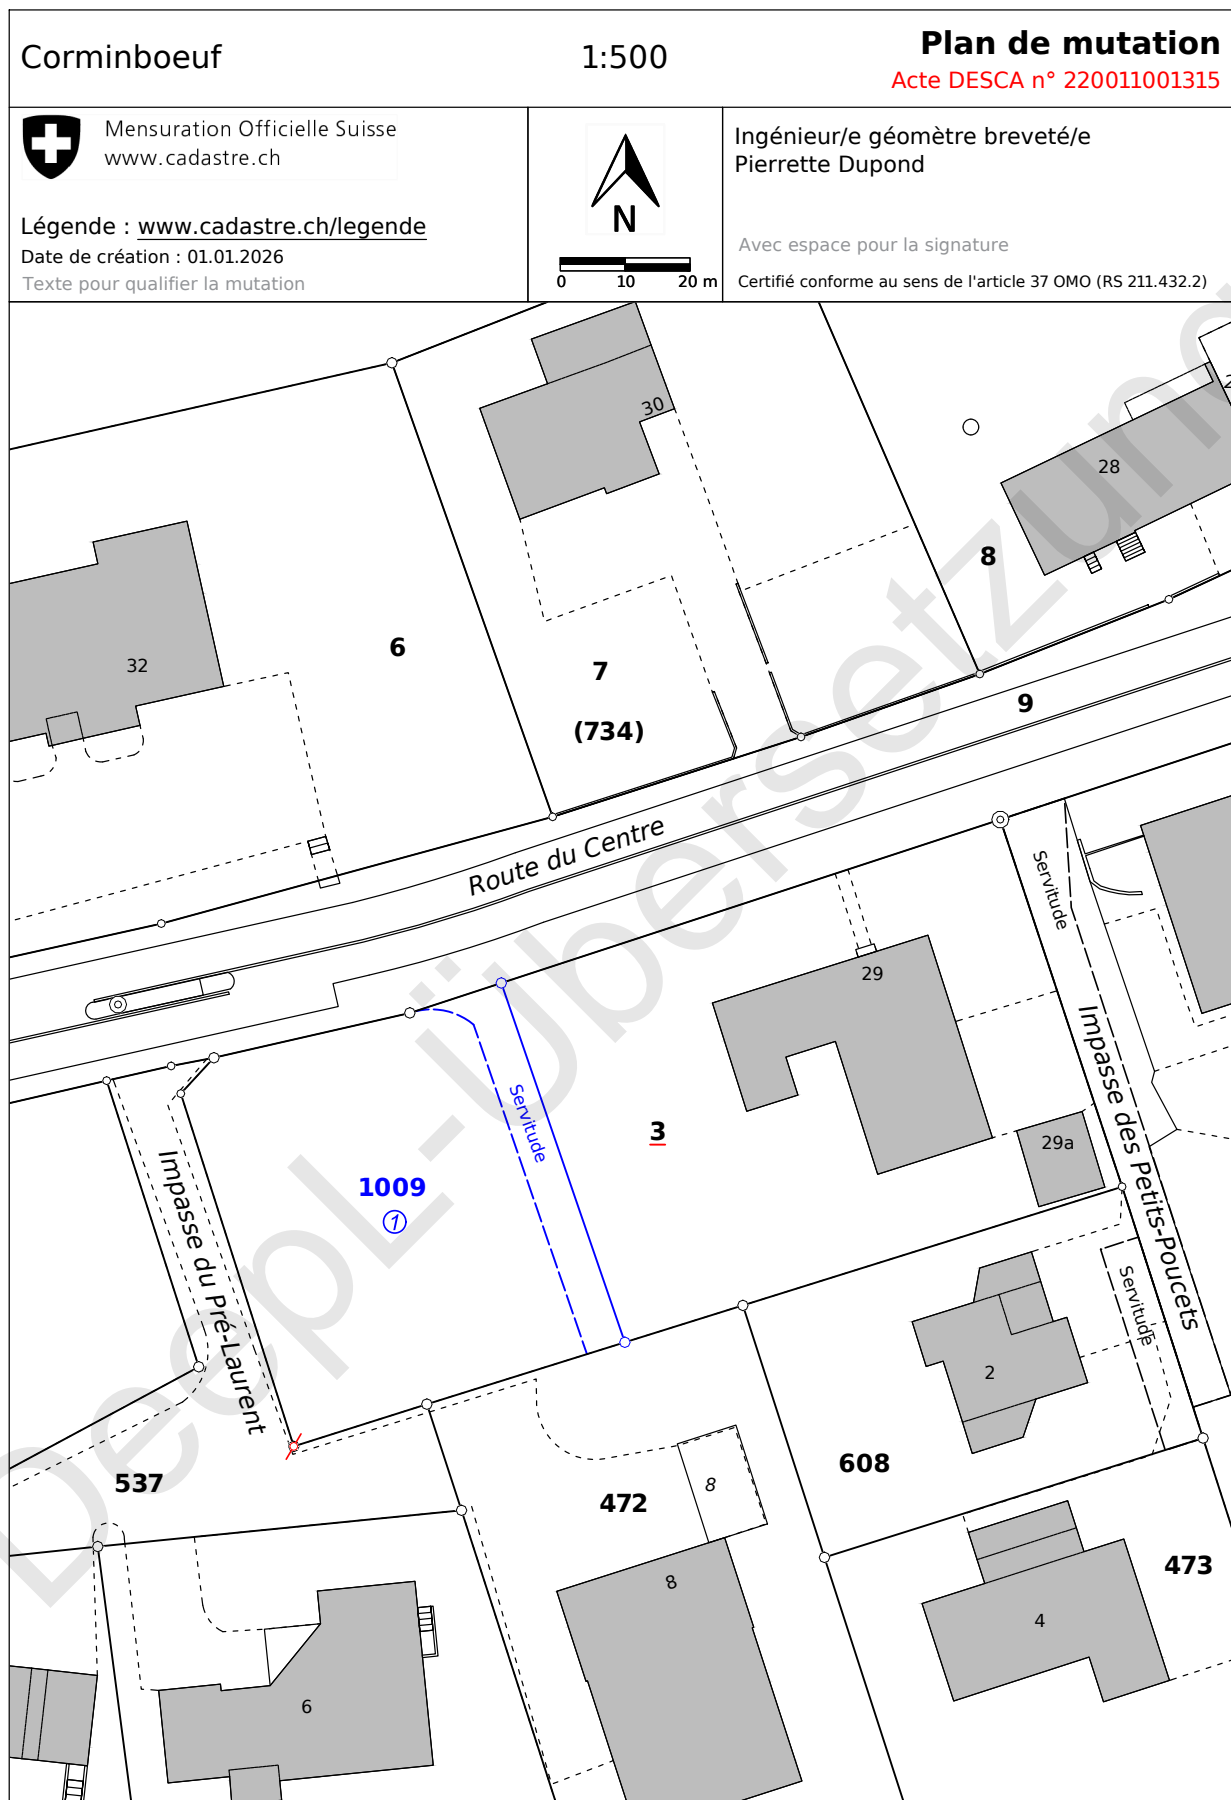 Corminboeuf
1:500
Plan de mutation
Acte DESCA n° 220011001315
Mensuration Officielle Suisse
www.cadastre.ch
Légende : www.cadastre.ch/legende
Date de création : 01.01.2026
Texte pour qualifier la mutation
N
0 10 20 m
Ingénieur/e géomètre breveté/e
Pierrette Dupond
Avec espace pour la signature
Certifié conforme au sens de l'article 37 OMO (RS 211.432.2)
30
28
8
32
6
7
(734)
9
Route du Centre
Servitude
29
Impasse des Petits-Poucets
Servitude
3
29a
Impasse du Pré-Laurent
1009
1
Servitude
2
537
472
8
608
8
4
473
6
DeepL-Übersetzung